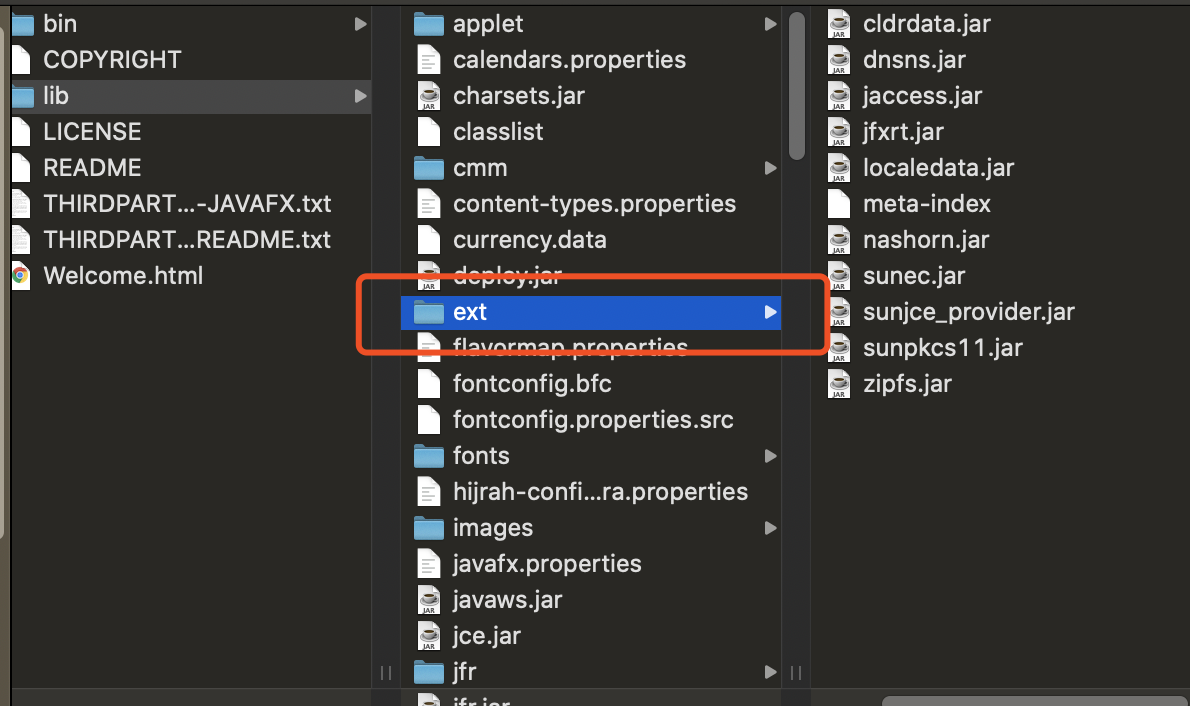 bin
COPYRIGHT
lib
LICENSE
README
THIRDPART...-JAVAFX.txt
THIRDPART...README.txt
Welcome.html
applet
calendars.properties
charsets.jar
classlist
cmm
content-types.properties
currency.data
deploy.jar
ext
flavormap.properties
fontconfig.bfc
fontconfig.properties.src
fonts
hijrah-confi...ra.properties
images
javafx.properties
javaws.jar
jce.jar
jfr
jfr.jar
cldrdata.jar
dnsns.jar
jaccess.jar
jfxrt.jar
localedata.jar
meta-index
nashorn.jar
sunec.jar
sunjce_provider.jar
sunpkcs11.jar
zipfs.jar